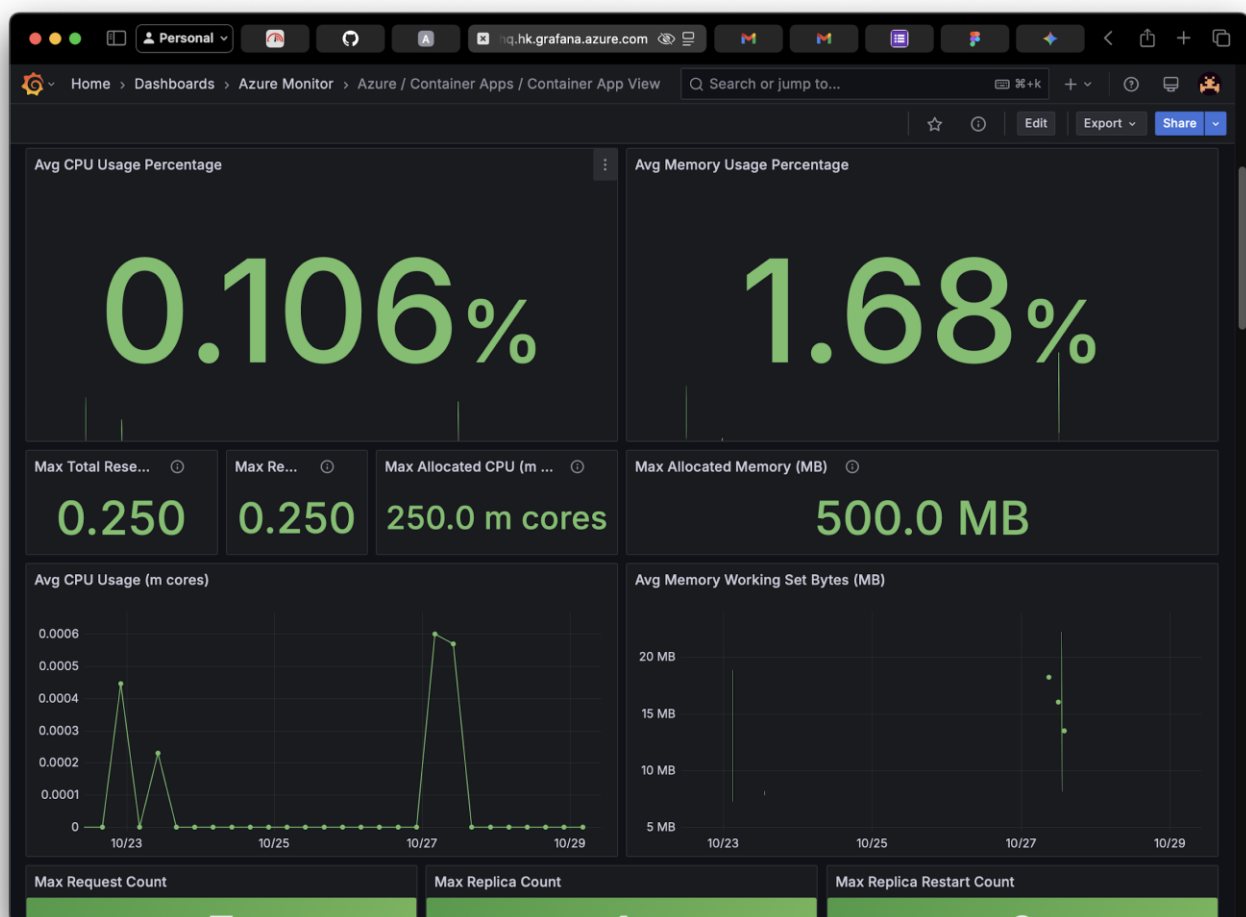 Personal
A
hq.hk.grafana.azure.com
Home › Dashboards › Azure Monitor › Azure / Container Apps / Container App View
Search or jump to...
⌘+k
Edit
Export
Share
Avg CPU Usage Percentage
0.106%
Avg Memory Usage Percentage
1.68%
Max Total Rese...
0.250
Max Re...
0.250
Max Allocated CPU (m ...
250.0 m cores
Max Allocated Memory (MB)
500.0 MB
Avg CPU Usage (m cores)
0.0006
0.0005
0.0004
0.0003
0.0002
0.0001
0
10/23
10/25
10/27
10/29
Avg Memory Working Set Bytes (MB)
20 MB
15 MB
10 MB
5 MB
10/23
10/25
10/27
10/29
Max Request Count
Max Replica Count
Max Replica Restart Count